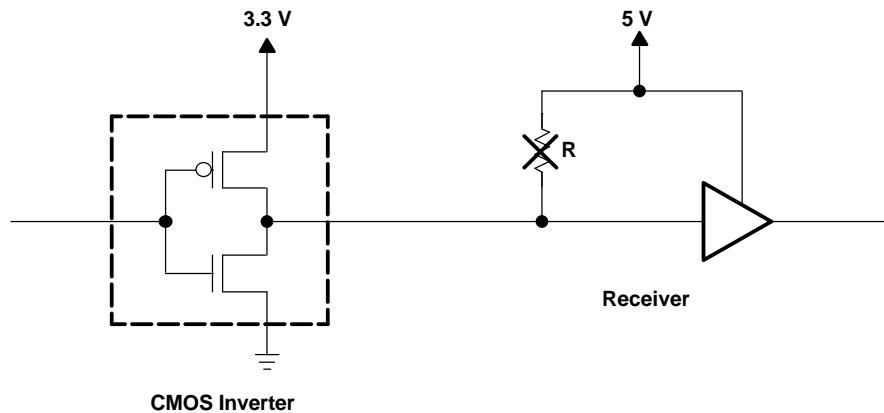 3.3 V
5 V
R
Receiver
CMOS Inverter